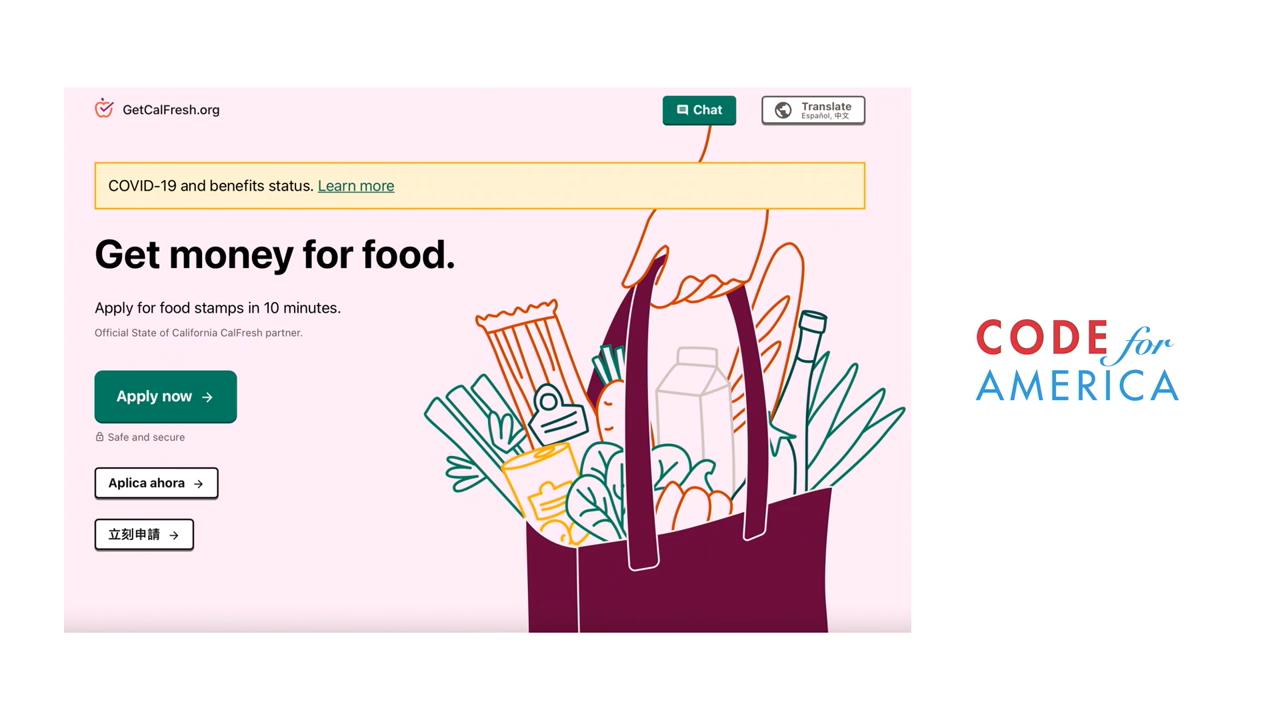 GetCalFresh.org
Chat
Translate
Español, 中文
COVID-19 and benefits status. Learn more
Get money for food.
Apply for food stamps in 10 minutes.
Official State of California CalFresh partner.
Apply now →
Safe and secure
Aplica ahora →
立刻申請 →
CODE for
AMERICA